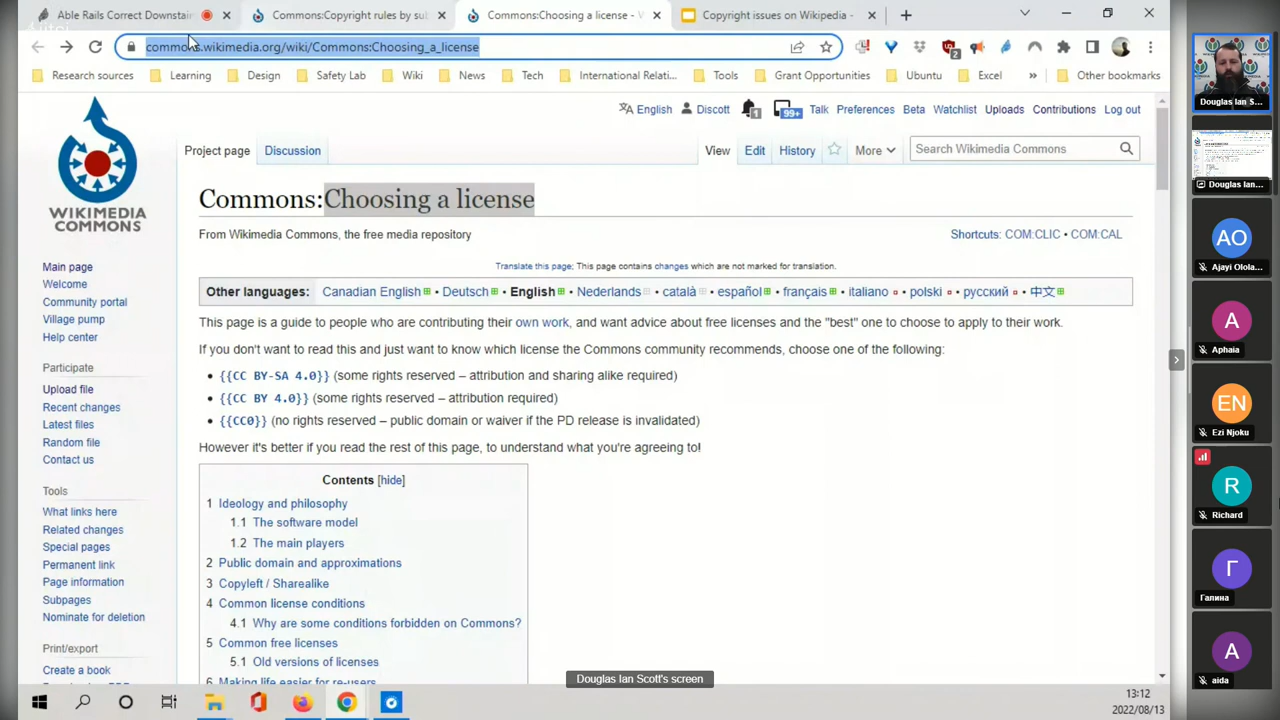 Able Rails Correct Downstai
Commons:Copyright rules by sub
Commons:Choosing a license - W
Copyright issues on Wikipedia -
commons.wikimedia.org/wiki/Commons:Choosing_a_license
2
Research sources
Learning
Design
Safety Lab
Wiki
News
Tech
International Relati...
Tools
Grant Opportunities
Ubuntu
Excel
»
Other bookmarks
English
Discott
1
99+
Talk
Preferences
Beta
Watchlist
Uploads
Contributions
Log out
WIKIMEDIA
COMMONS
Project page
Discussion
View
Edit
History
More
Search Wikimedia Commons
Commons:Choosing a license
From Wikimedia Commons, the free media repository
Shortcuts: COM:CLIC • COM:CAL
Translate this page; This page contains changes which are not marked for translation.
Other languages: Canadian English • Deutsch • English • Nederlands • català • español • français • italiano • polski • русский • 中文
This page is a guide to people who are contributing their own work, and want advice about free licenses and the "best" one to choose to apply to their work.
If you don't want to read this and just want to know which license the Commons community recommends, choose one of the following:
• {{CC BY-SA 4.0}} (some rights reserved – attribution and sharing alike required)
• {{CC BY 4.0}} (some rights reserved – attribution required)
• {{CC0}} (no rights reserved – public domain or waiver if the PD release is invalidated)
However it's better if you read the rest of this page, to understand what you're agreeing to!
Contents [hide]
1 Ideology and philosophy
1.1 The software model
1.2 The main players
2 Public domain and approximations
3 Copyleft / Sharealike
4 Common license conditions
4.1 Why are some conditions forbidden on Commons?
5 Common free licenses
5.1 Old versions of licenses
6 Making life easier for re-users
Main page
Welcome
Community portal
Village pump
Help center
Participate
Upload file
Recent changes
Latest files
Random file
Contact us
Tools
What links here
Related changes
Special pages
Permanent link
Page information
Subpages
Nominate for deletion
Print/export
Create a book
Douglas Ian Scott's screen
13:12
2022/08/13
Douglas Ian S...
Douglas Ian...
AO
Ajayi Olola...
A
Aphaia
EN
Ezi Njoku
R
Richard
Г
Галина
A
aida